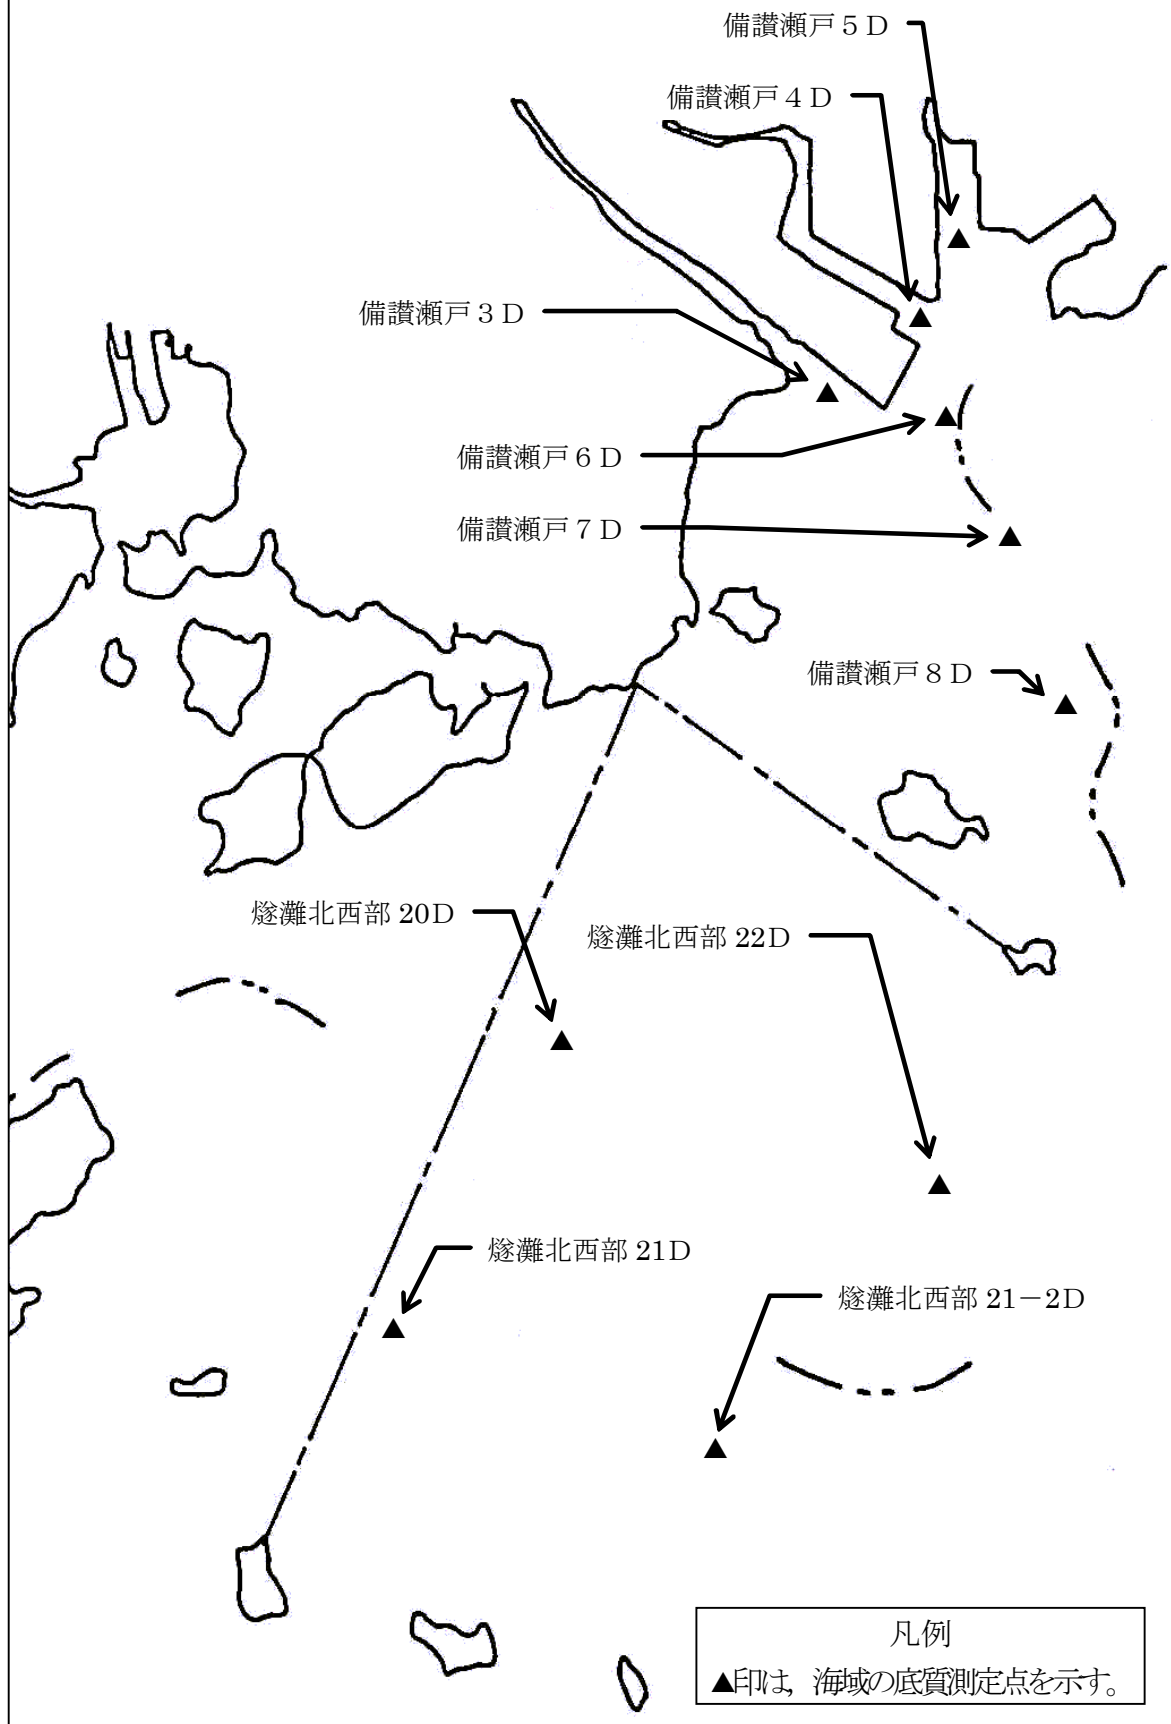 備讃瀬戸５D
備讃瀬戸４D
備讃瀬戸３D
備讃瀬戸６D
備讃瀬戸７D
備讃瀬戸８D
燧灘北西部 20D
燧灘北西部 22D
燧灘北西部 21D
燧灘北西部 21－2D
凡例
▲印は，海域の底質測定点を示す。